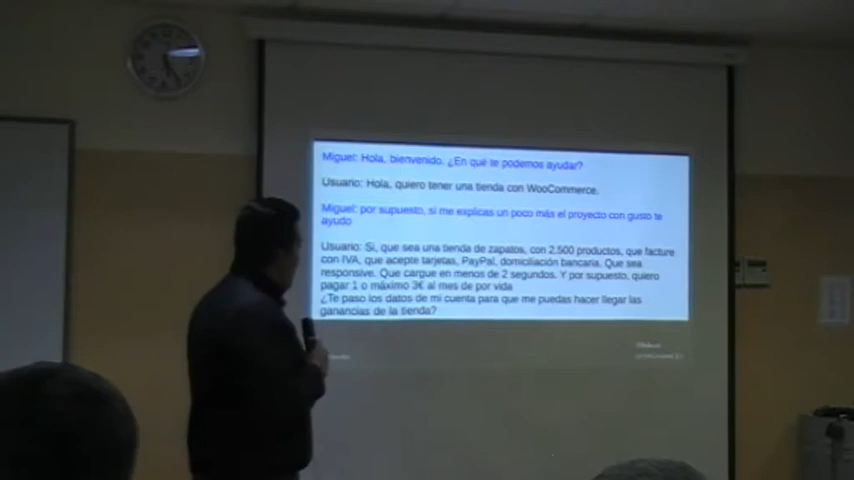 Miguel: Hola, bienvenido. ¿En qué te podemos ayudar?
Usuario: Hola, quiero tener una tienda con WooCommerce.
Miguel: por supuesto, si me explicas un poco más el proyecto con gusto te
ayudo
Usuario: Si, que sea una tienda de zapatos, con 2.500 productos, que facture
con IVA, que acepte tarjetas, PayPal, domiciliación bancaria. Que sea
responsive. Que cargue en menos de 2 segundos. Y por supuesto, quiero
pagar 1 o máximo 3€ al mes de por vida
¿Te paso los datos de mi cuenta para que me puedas hacer llegar las
ganancias de la tienda?